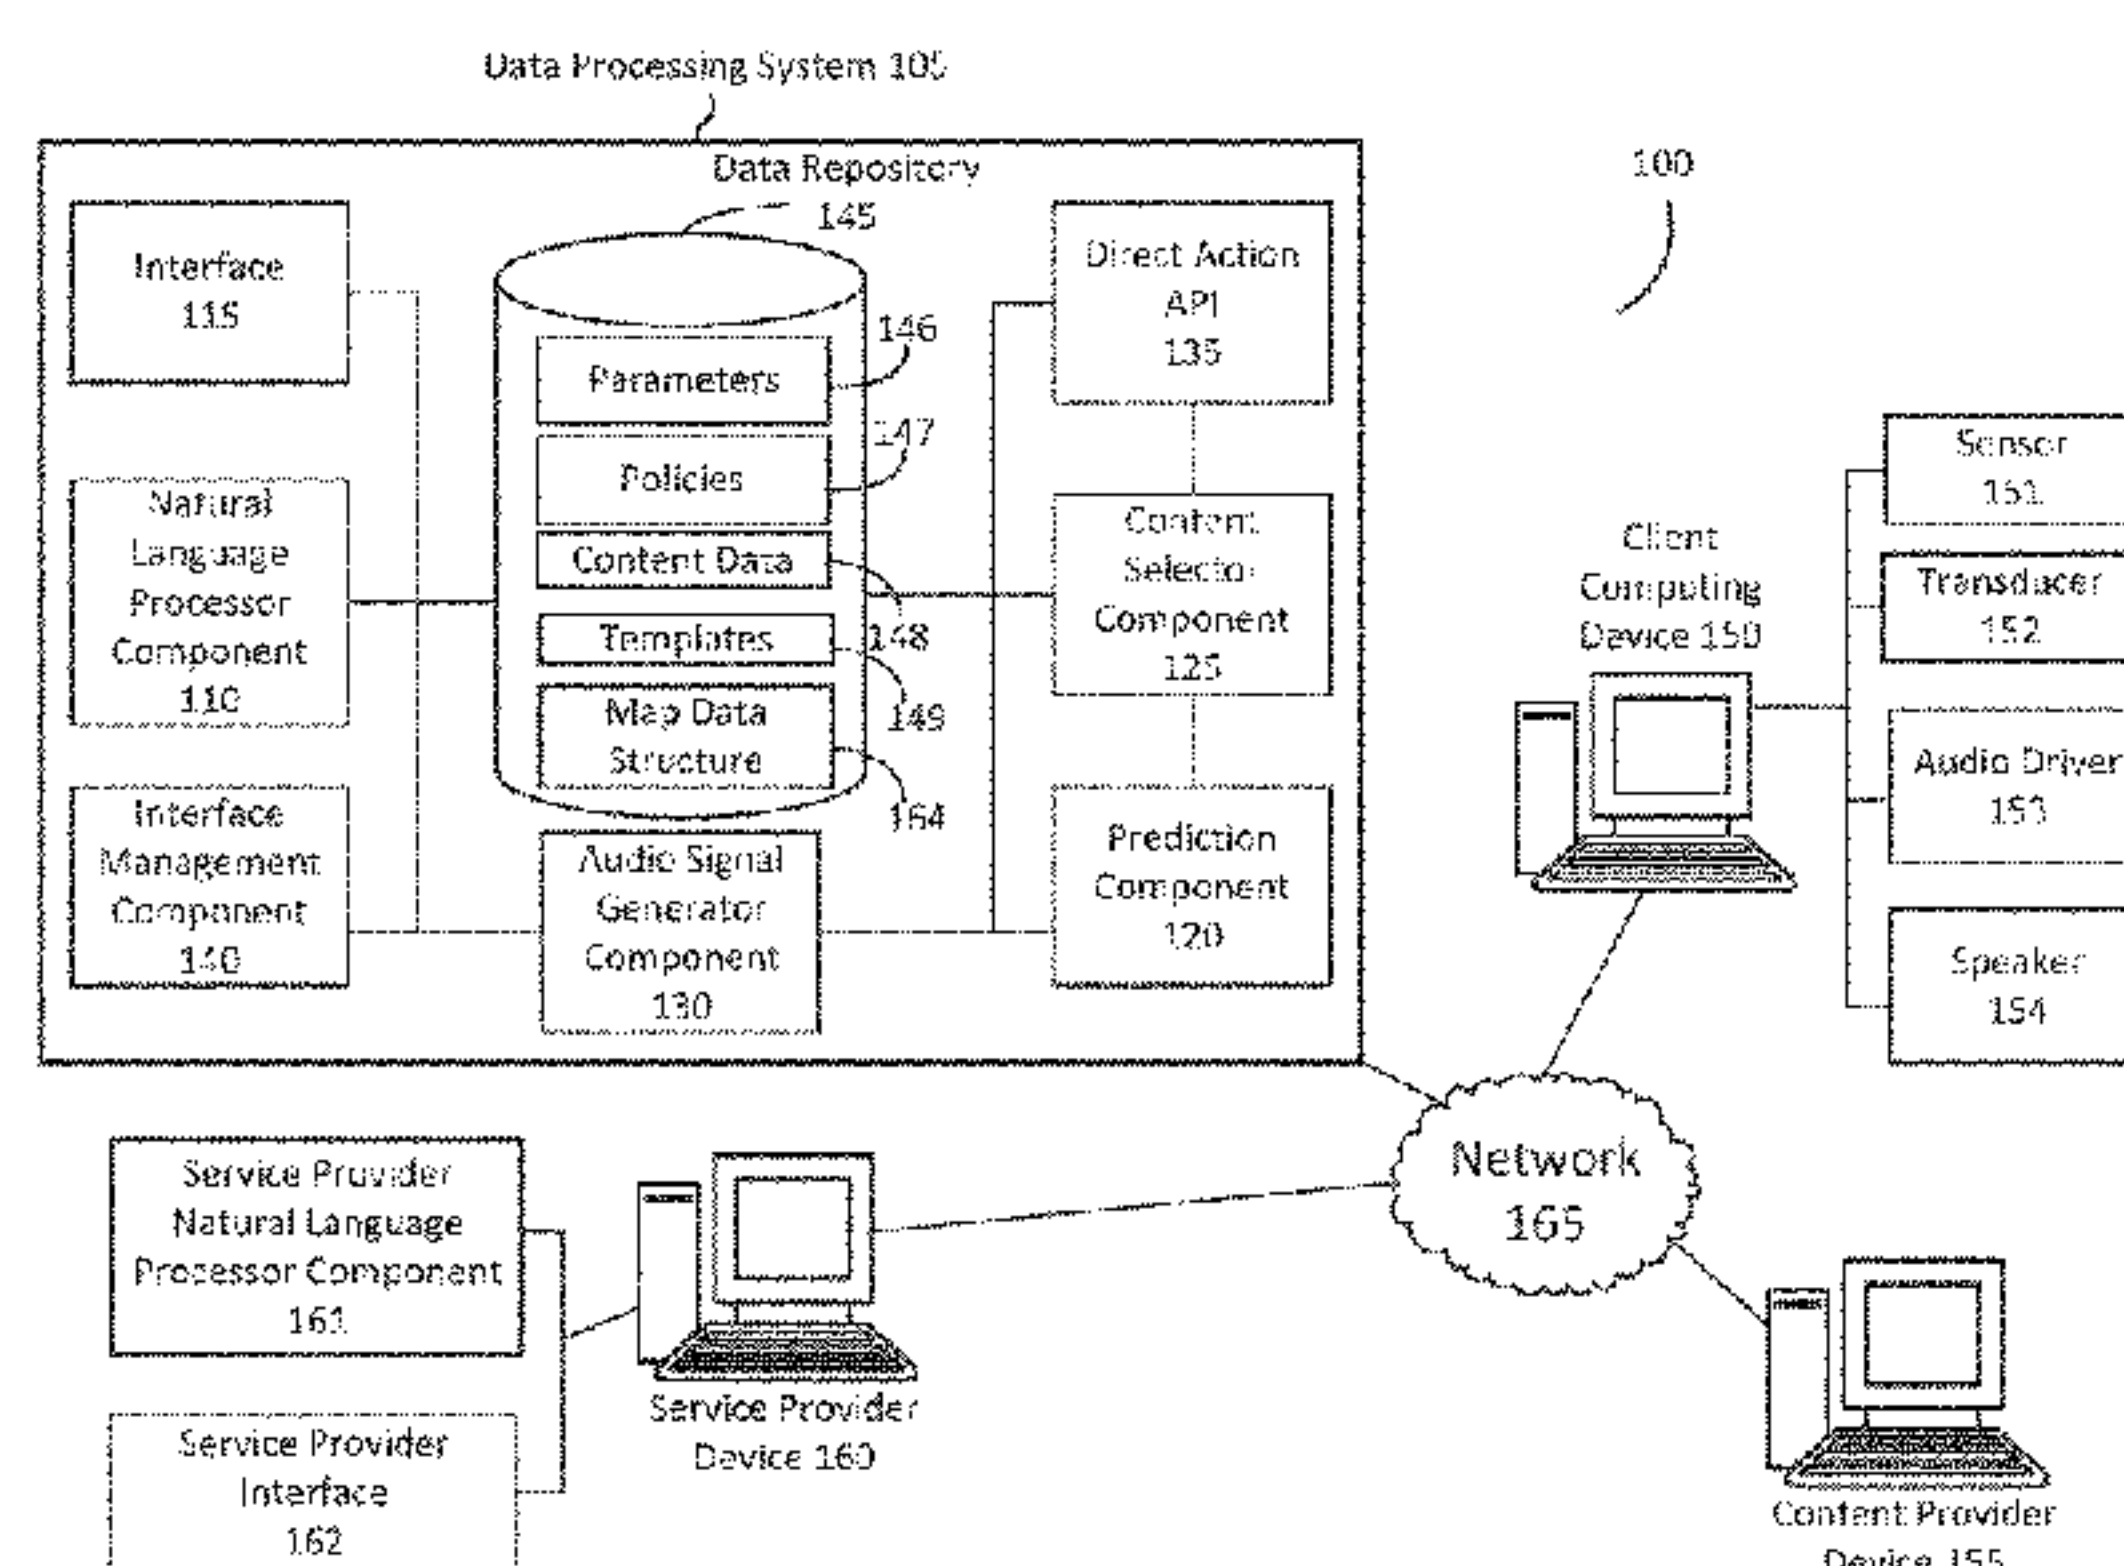 Data Processing System 105
Data Repository
145
100
Interface
115
Natural
Language
Processor
Component
110
Interface
Management
Component
140
Parameters
146
Policies
147
Content Data
148
Templates
149
Map Data
Structure
164
Audio Signal
Generator
Component
130
Direct Action
API
135
Content
Selector
Component
125
Prediction
Component
120
Client
Computing
Device 150
Sensor
151
Transducer
152
Audio Driver
153
Speaker
154
Network
165
Service Provider
Natural Language
Processor Component
161
Service Provider
Interface
162
Service Provider
Device 160
Content Provider
Device 155